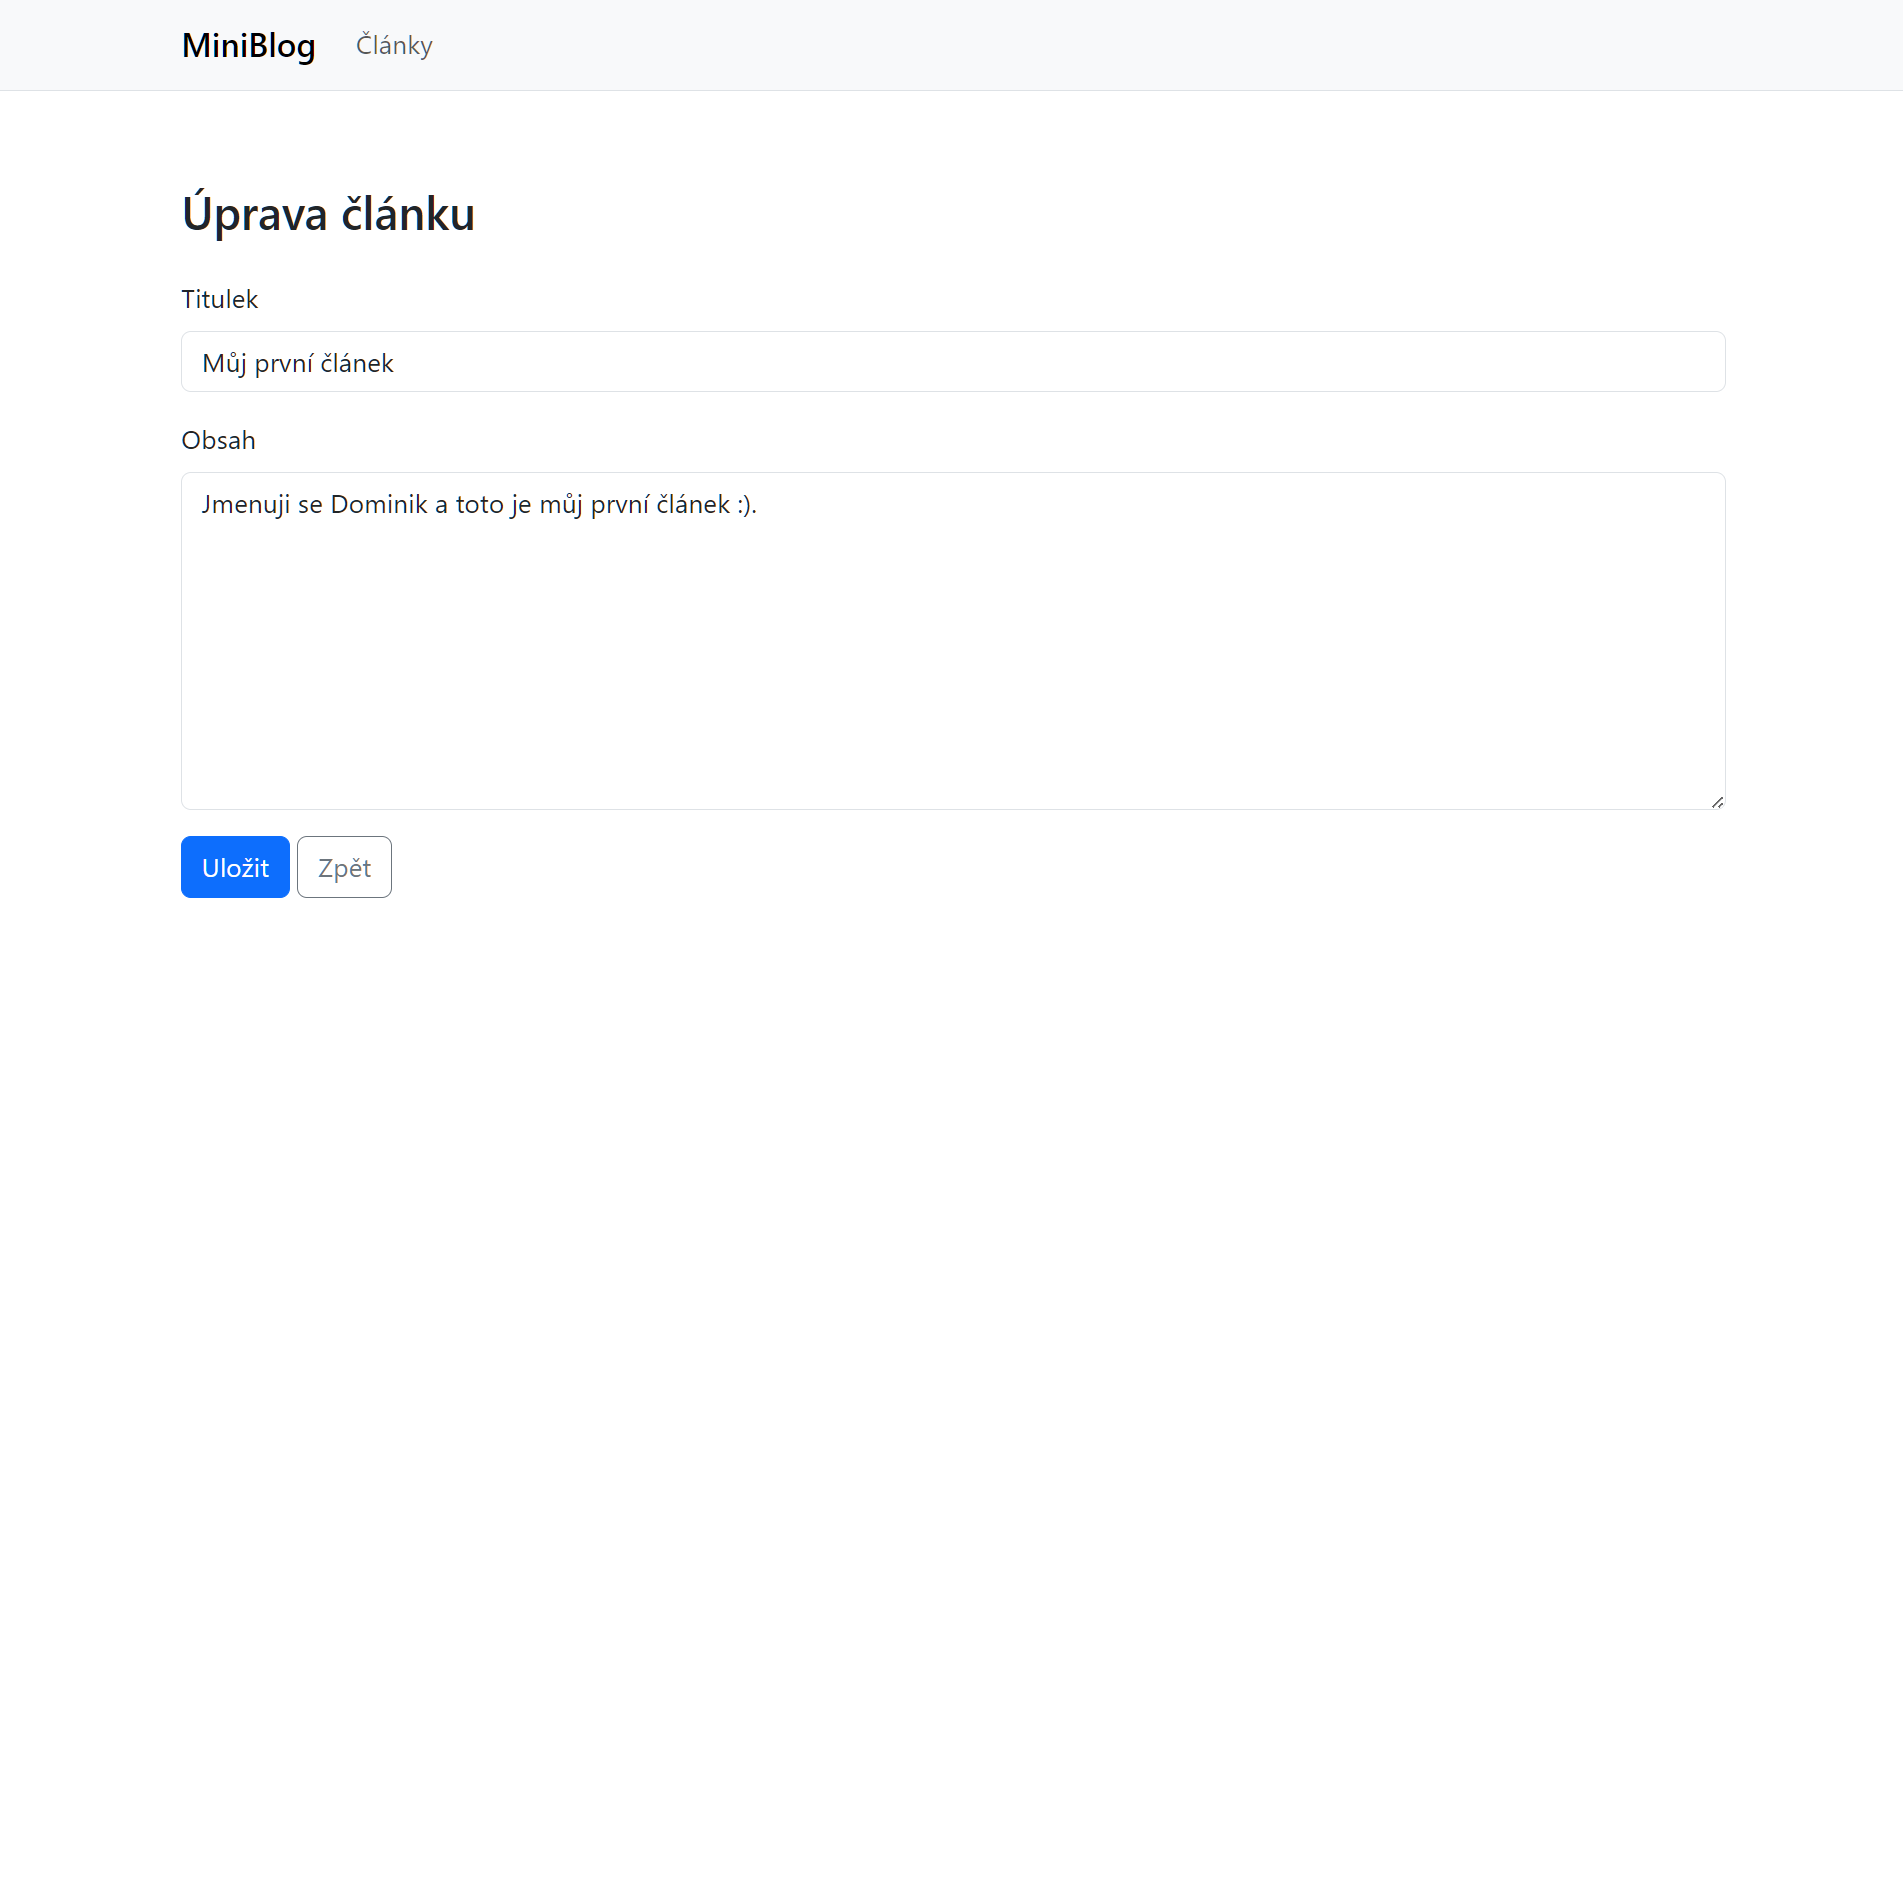 MiniBlog Články
Úprava článku
Titulek
Můj první článek
Obsah
Jmenuji se Dominik a toto je můj první článek :).
Uložit Zpět